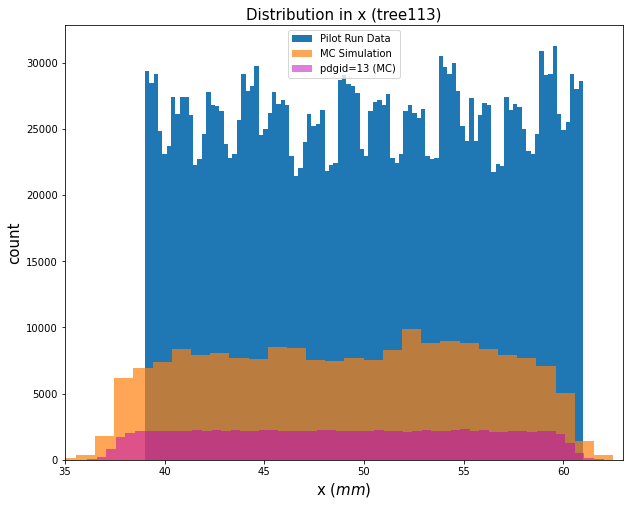 Distribution in x (tree113)
Pilot Run Data
MC Simulation
pdgid=13 (MC)
30000
25000
20000
15000
10000
5000
0
count
35 40 45 50 55 60
x (mm)